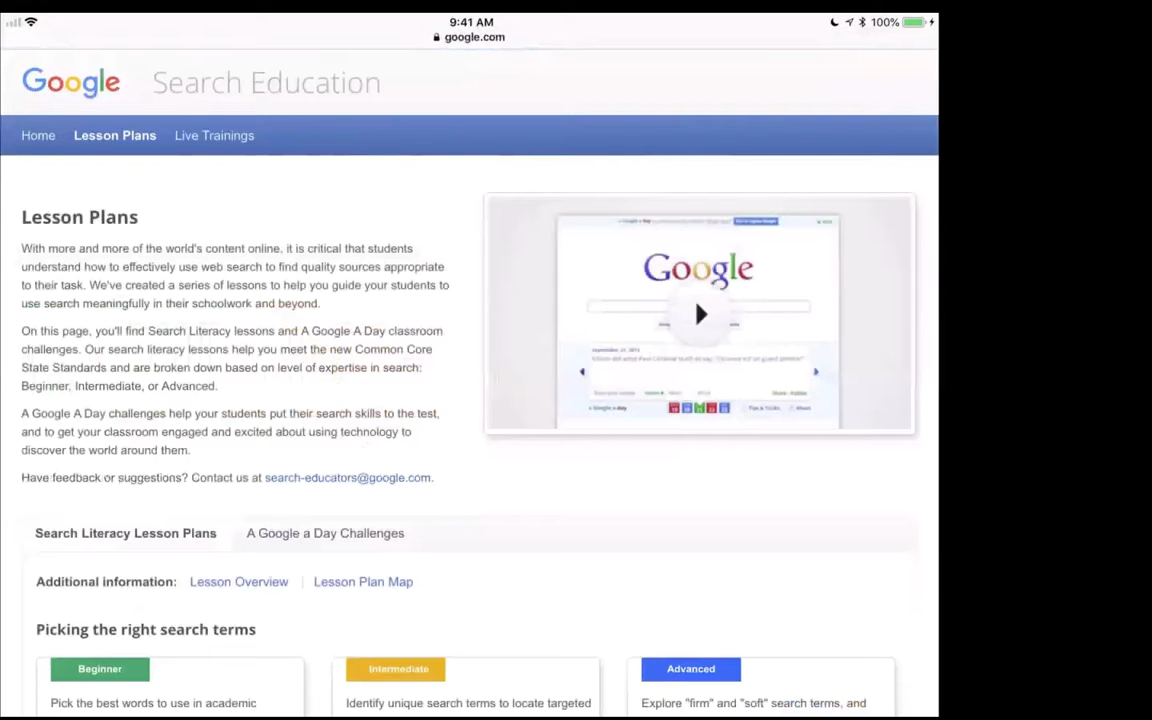 9:41 AM
100%
google.com
Google Search Education
Home Lesson Plans Live Trainings
Lesson Plans
With more and more of the world's content online, it is critical that students
understand how to effectively use web search to find quality sources appropriate
to their task. We've created a series of lessons to help you guide your students to
use search meaningfully in their schoolwork and beyond.
On this page, you'll find Search Literacy lessons and A Google A Day classroom
challenges. Our search literacy lessons help you meet the new Common Core
State Standards and are broken down based on level of expertise in search:
Beginner, Intermediate, or Advanced.
A Google A Day challenges help your students put their search skills to the test,
and to get your classroom engaged and excited about using technology to
discover the world around them.
Have feedback or suggestions? Contact us at search-educators@google.com.
Google
Search Literacy Lesson Plans A Google a Day Challenges
Additional information: Lesson Overview | Lesson Plan Map
Picking the right search terms
Beginner
Pick the best words to use in academic
Intermediate
Identify unique search terms to locate targeted
Advanced
Explore "firm" and "soft" search terms, and